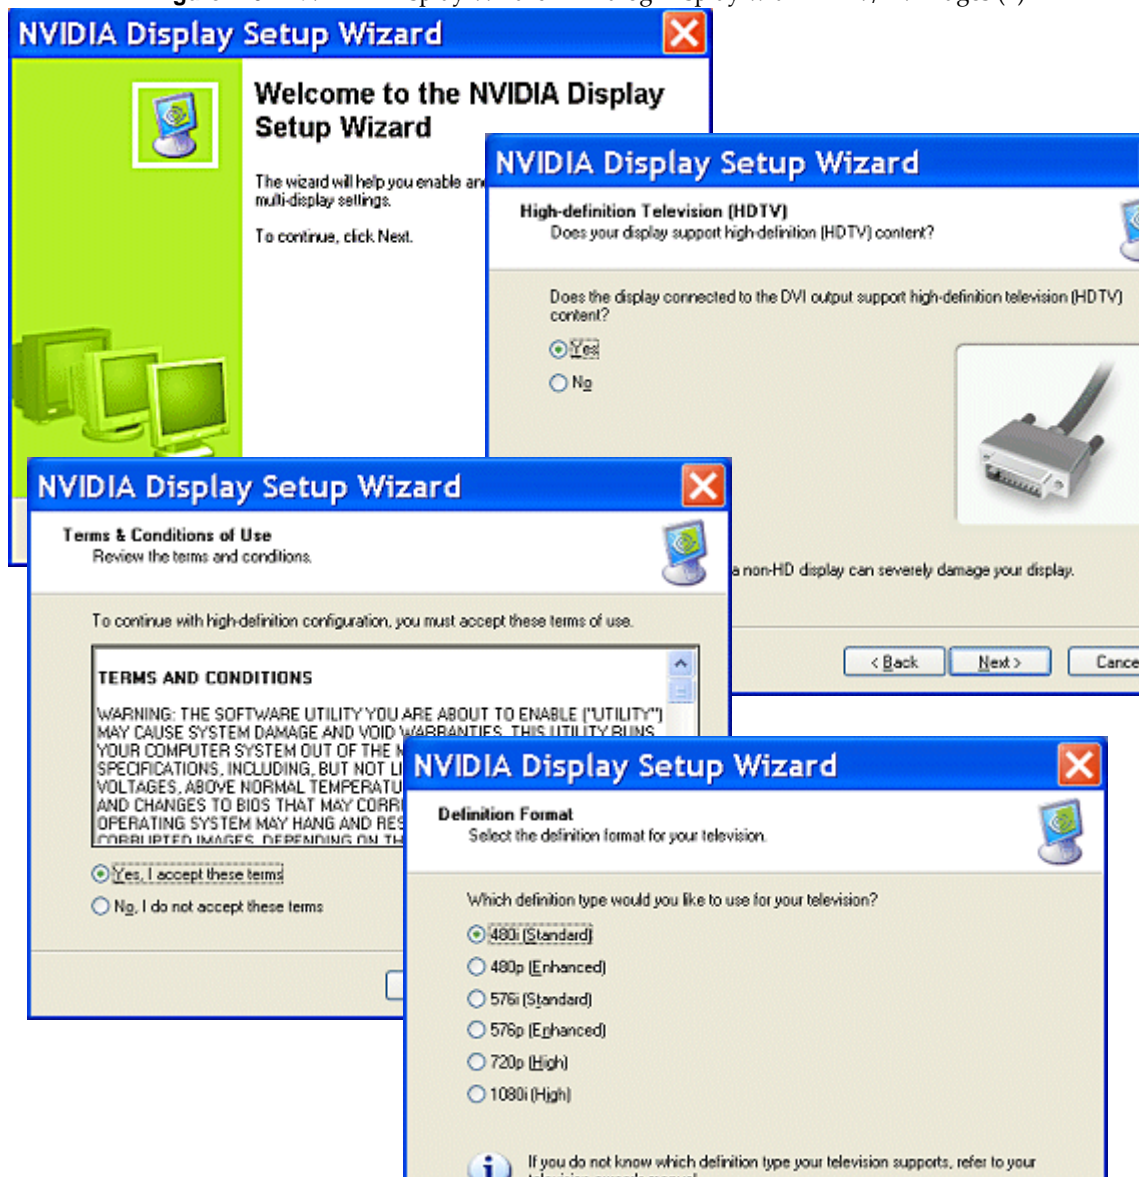 NVIDIA Display Setup Wizard
Welcome to the NVIDIA Display
Setup Wizard
The wizard will help you enable and
multi-display settings.
To continue, click Next.
NVIDIA Display Setup Wizard
High-definition Television (HDTV)
Does your display support high-definition (HDTV) content?
Does the display connected to the DVI output support high-definition television (HDTV)
content?
Yes
No
a non-HD display can severely damage your display.
< Back
Next >
Cance
NVIDIA Display Setup Wizard
Terms & Conditions of Use
Review the terms and conditions.
To continue with high-definition configuration, you must accept these terms of use.
TERMS AND CONDITIONS
WARNING: THE SOFTWARE UTILITY YOU ARE ABOUT TO ENABLE ("UTILITY")
MAY CAUSE SYSTEM DAMAGE AND VOID WARRANTIES. THIS UTILITY RUNS
YOUR COMPUTER SYSTEM OUT OF THE
SPECIFICATIONS, INCLUDING, BUT NOT
VOLTAGES, ABOVE NORMAL
AND CHANGES TO BIOS THAT MAY
OPERATING SYSTEM MAY HANG AND
CORRUPTED IMAGES. DEPENDING ON
Yes, I accept these terms
No, I do not accept these terms
NVIDIA Display Setup Wizard
Definition Format
Select the definition format for your television.
Which definition type would you like to use for your television?
480i (Standard)
480p (Enhanced)
576i (Standard)
576p (Enhanced)
720p (High)
1080i (High)
If you do not know which definition type your television supports, refer to your